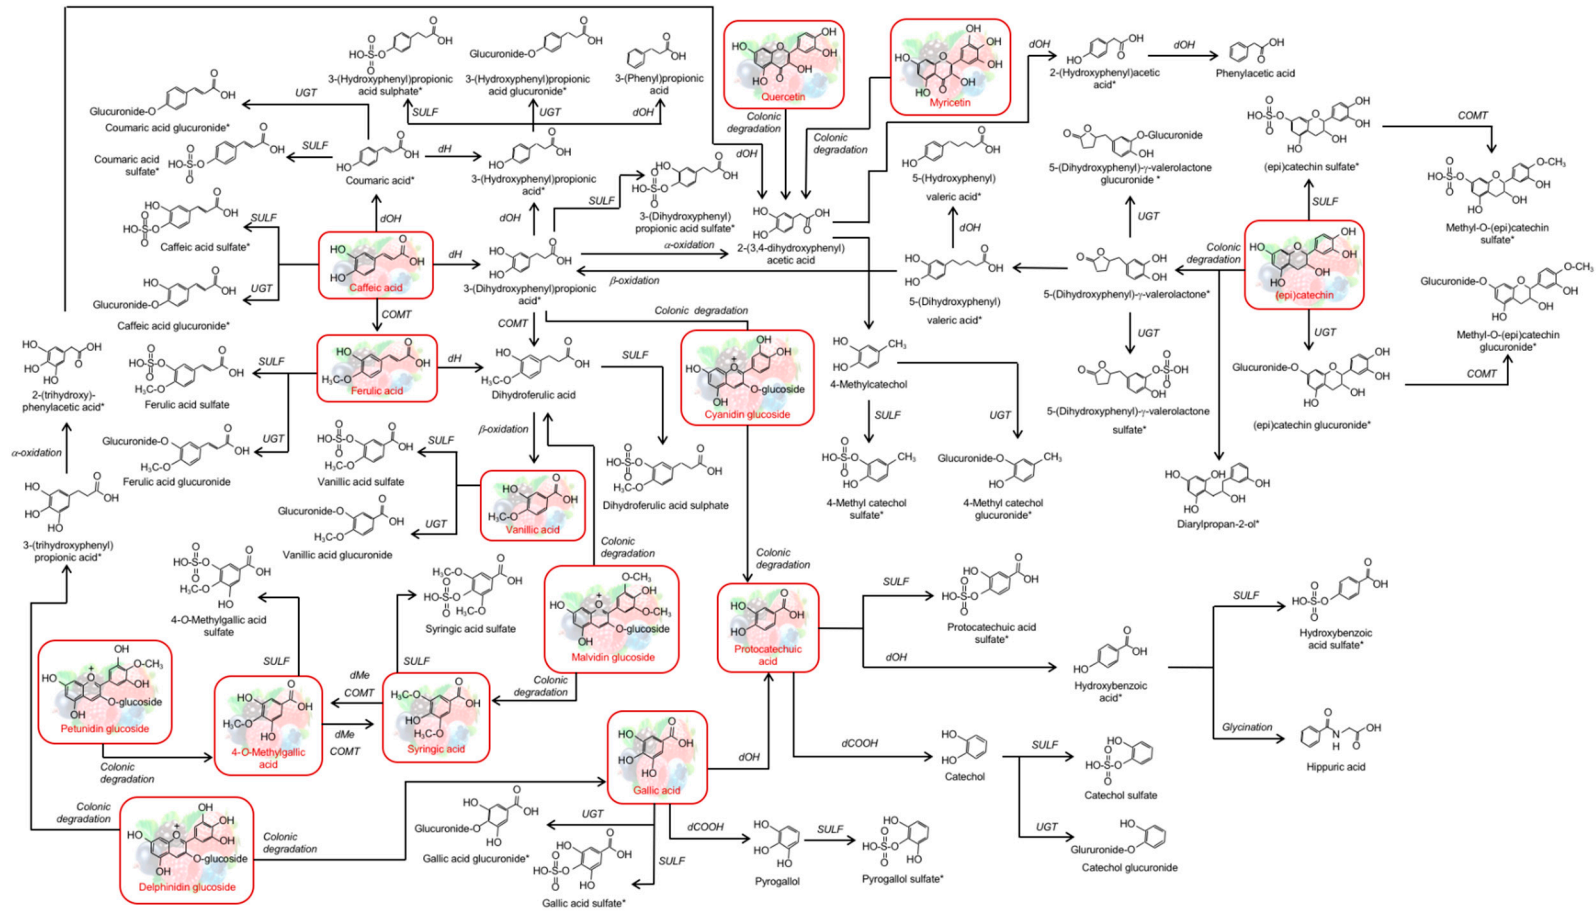 3-(Hydroxyphenyl)propionic
acid sulphate*
Glucuronide-O
3-(Hydroxyphenyl)propionic
acid glucuronide*
3-(Phenyl)propionic
acid
SULF
UGT
dOH
Quercetin
Colonic
degradation
Myricetin
Colonic
degradation
dOH
2-(Hydroxyphenyl)acetic
acid*
dOH
Phenylacetic acid
Glucuronide-O
Coumaric acid glucuronide*
UGT
Coumaric acid
sulfate*
SULF
Coumaric acid*
dH
3-(Hydroxyphenyl)propionic
acid*
SULF
3-(Dihydroxyphenyl)
propionic acid sulfate*
dOH
2-(3,4-dihydroxyphenyl)
acetic acid
5-(Hydroxyphenyl)
valeric acid*
dOH
O-Glucuronide
5-(Dihydroxyphenyl)-γ-valerolactone
glucuronide *
UGT
(epi)catechin sulfate*
COMT
Methyl-O-(epi)catechin
sulfate*
SULF
Caffeic acid sulfate*
SULF
dOH
Caffeic acid
dH
dOH
3-(Dihydroxyphenyl)propionic
acid*
α-oxidation
β-oxidation
5-(Dihydroxyphenyl)
valeric acid*
5-(Dihydroxyphenyl)-γ-valerolactone*
Colonic
degradation
(epi)catechin
Glucuronide-O
UGT
Caffeic acid glucuronide*
COMT
COMT
Colonic degradation
UGT
UGT
Glucuronide-O
Methyl-O-(epi)catechin
glucuronide*
COMT
2-(trihydroxy)-
phenylacetic acid*
SULF
Ferulic acid sulfate
Ferulic acid
dH
Dihydroferulic acid
SULF
O-glucoside
Cyanidin glucoside
4-Methylcatechol
SULF
UGT
5-(Dihydroxyphenyl)-γ-valerolactone
sulfate*
Glucuronide-O
(epi)catechin glucuronide*
α-oxidation
Glucuronide-O
UGT
Ferulic acid glucuronide
SULF
Vanillic acid sulfate
β-oxidation
Vanillic acid
Dihydroferulic acid sulphate
4-Methyl catechol
sulfate*
Glucuronide-O
4-Methyl catechol
glucuronide*
Diarylpropan-2-ol*
3-(trihydroxyphenyl)
propionic acid*
Glucuronide-O
UGT
Vanillic acid glucuronide
Colonic
degradation
Colonic
degradation
4-O-Methylgallic acid
sulfate
SULF
Syringic acid sulfate
SULF
O-glucoside
Malvidin glucoside
Colonic
degradation
Protocatechuic
acid
SULF
Protocatechuic acid
sulfate*
dOH
Hydroxybenzoic
acid*
SULF
Hydroxybenzoic
acid sulfate*
Glycination
Hippuric acid
O-glucoside
Petunidin glucoside
Colonic
degradation
4-O-Methylgallic
acid
dMe
COMT
dMe
COMT
Syringic acid
Gallic acid
dOH
dCOOH
Catechol
SULF
Catechol sulfate
UGT
Glururonide-O
Catechol glucuronide
Colonic
degradation
O-glucoside
Delphinidin glucoside
Colonic
degradation
UGT
Glucuronide-O
Gallic acid glucuronide*
SULF
Gallic acid sulfate*
dCOOH
Pyrogallol
SULF
Pyrogallol sulfate*